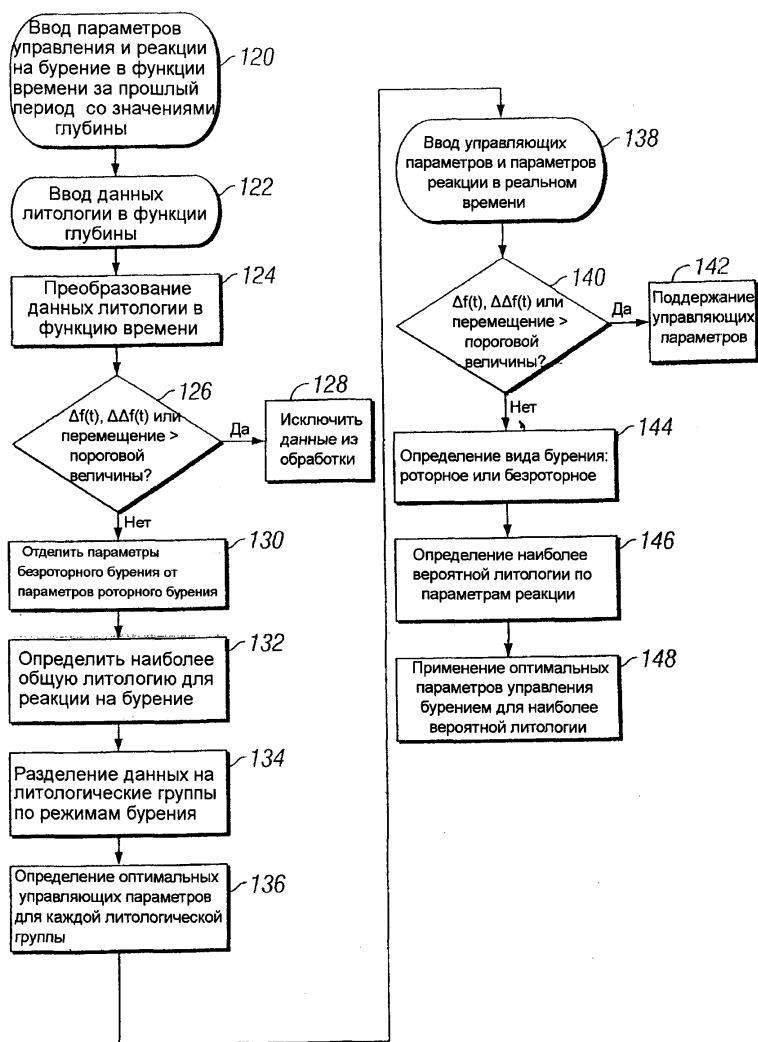 Ввод параметров
управления и реакции
на бурение в функции
времени за прошлый
период со значениями
глубины
120
Ввод данных
литологии в функции
глубины
122
Преобразование
данных литологии в
функцию времени
124
Δf(t), ΔΔf(t) или
перемещение >
пороговой
величины?
126
Да
Исключить
данные из
обработки
128
Нет
Отделить параметры
безроторного бурения от
параметров роторного бурения
130
Определить наиболее
общую литологию для
реакции на бурение
132
Разделение данных на
литологические группы
по режимам бурения
134
Определение оптимальных
управляющих параметров
для каждой литологической
группы
136
Ввод управляющих
параметров и параметров
реакции в реальном
времени
138
Δf(t), ΔΔf(t) или
перемещение >
пороговой
величины?
140
Да
Поддержание
управляющих
параметров
142
Нет
Определение вида бурения:
роторное или безроторное
144
Определение наиболее
вероятной литологии по
параметрам реакции
146
Применение оптимальных
параметров управления
бурением для наиболее
вероятной литологии
148